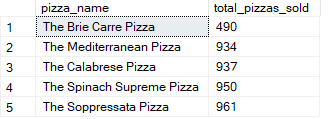 pizza_name total_pizzas_sold
1 The Brie Carre Pizza 490
2 The Mediterranean Pizza 934
3 The Calabrese Pizza 937
4 The Spinach Supreme Pizza 950
5 The Soppressata Pizza 961